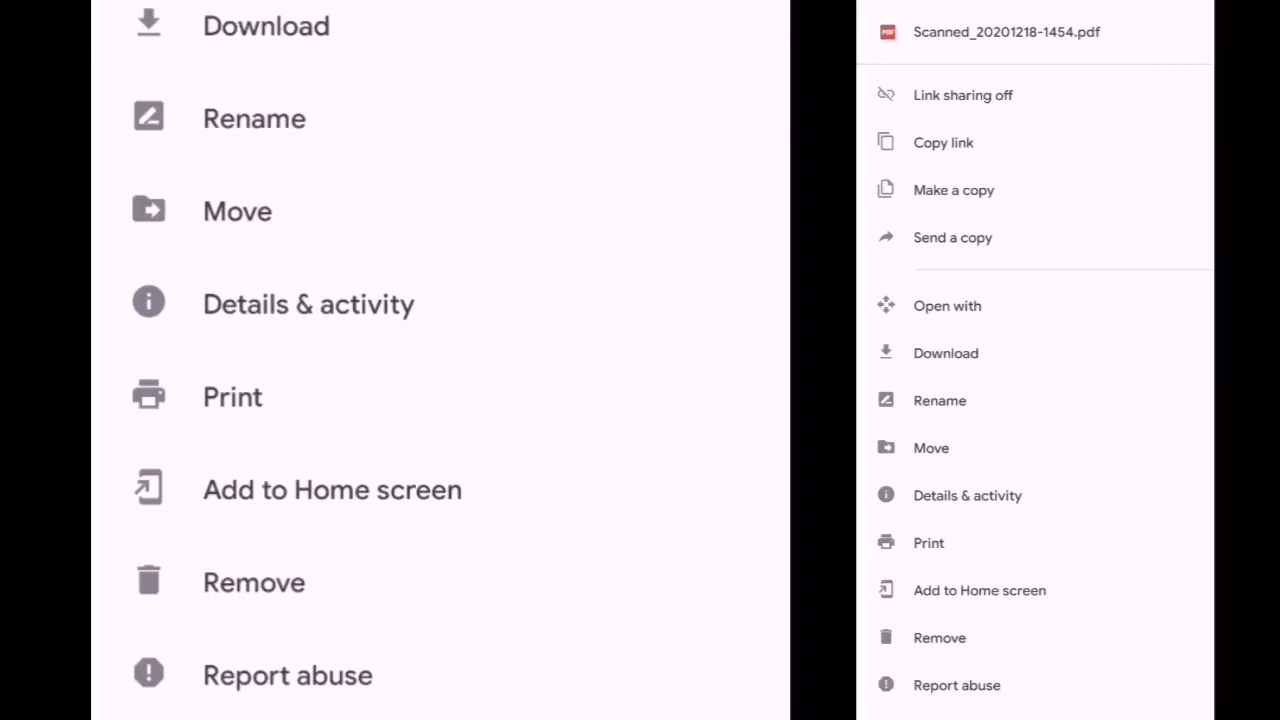 Download
Rename
Move
Details & activity
Print
Add to Home screen
Remove
Report abuse
PDF
Scanned_20201218-1454.pdf
Link sharing off
Copy link
Make a copy
Send a copy
Open with
Download
Rename
Move
Details & activity
Print
Add to Home screen
Remove
Report abuse